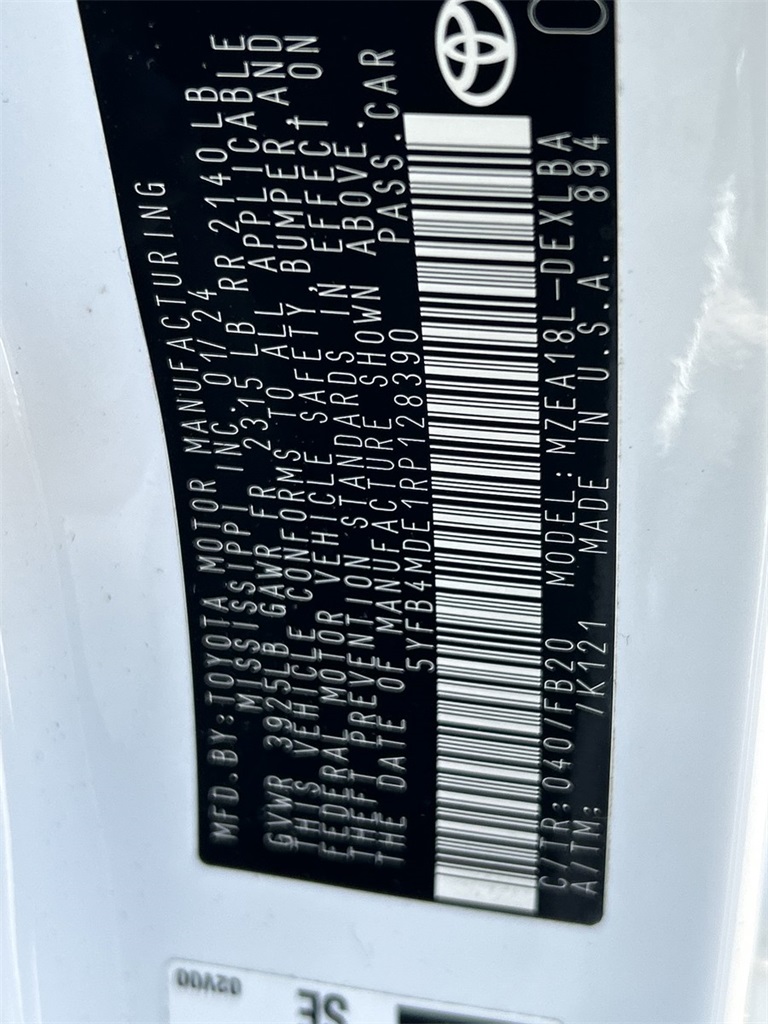 MFD.BY:TOYOTA MOTOR MANUFACTURING
MISSISSIPPI INC. 01/24
GVWR 3925LB GAWR FR 2315 LB RR 2140LB
THIS VEHICLE CONFORMS TO ALL APPLICABLE
FEDERAL MOTOR VEHICLE SAFETY, BUMPER, AND
THEFT PREVENTION STANDARDS IN EFFECT ON
THE DATE OF MANUFACTURE SHOWN ABOVE.
5YFB4MDE1RP128390 PASS.CAR
C/TR:040/FB20 MODEL:MZEA18L-DEXLBA
A/TM: /K121 MADE IN U.S.A. 894
02V00
SE